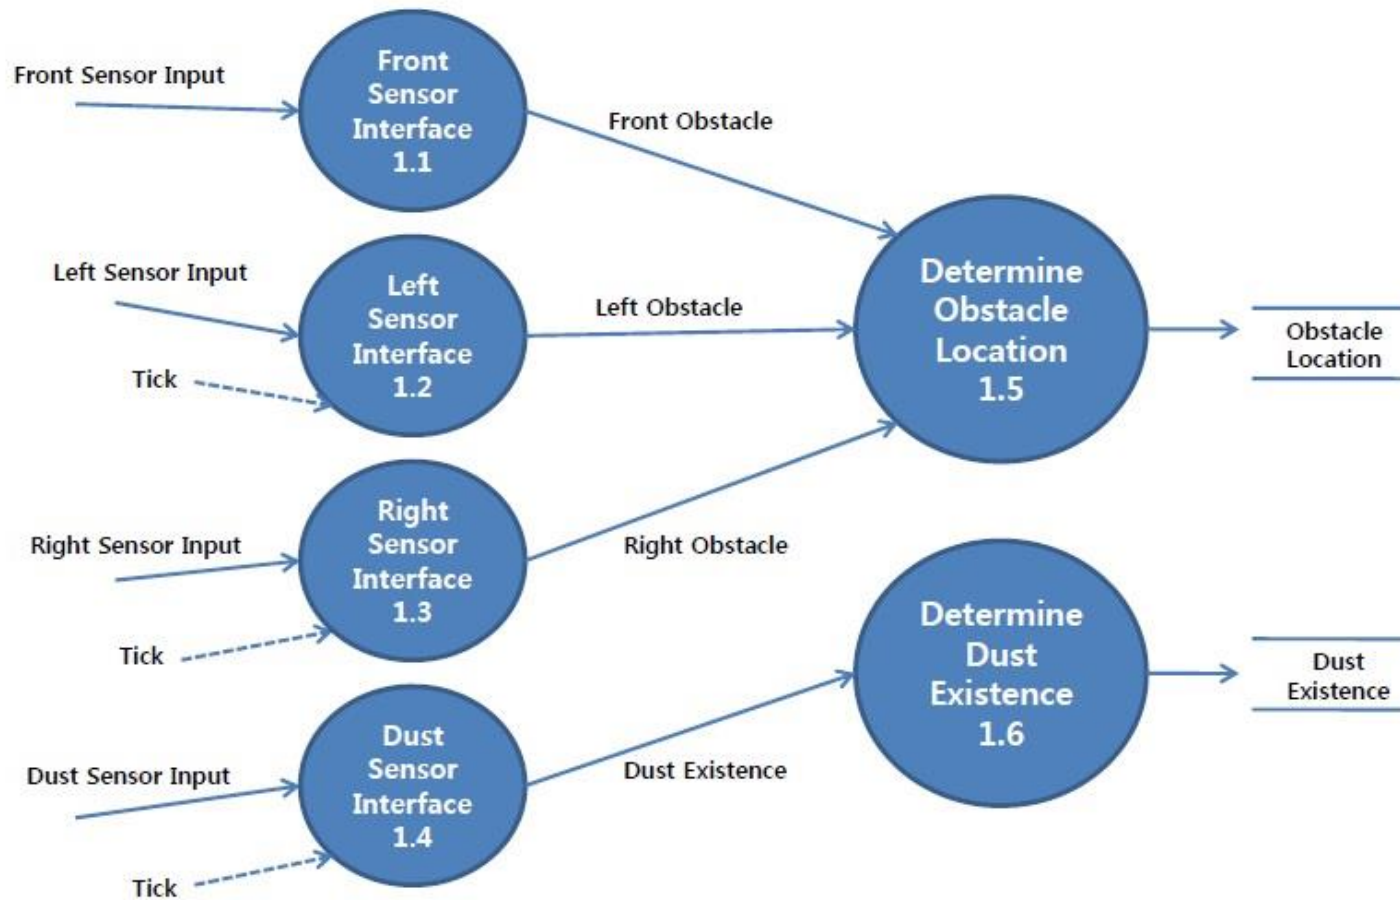 Front Sensor Input
Front
Sensor
Interface
1.1
Front Obstacle
Left Sensor Input
Tick
Left
Sensor
Interface
1.2
Left Obstacle
Determine
Obstacle
Location
1.5
Obstacle
Location
Right Sensor Input
Tick
Right
Sensor
Interface
1.3
Right Obstacle
Dust Sensor Input
Tick
Dust
Sensor
Interface
1.4
Dust Existence
Determine
Dust
Existence
1.6
Dust
Existence